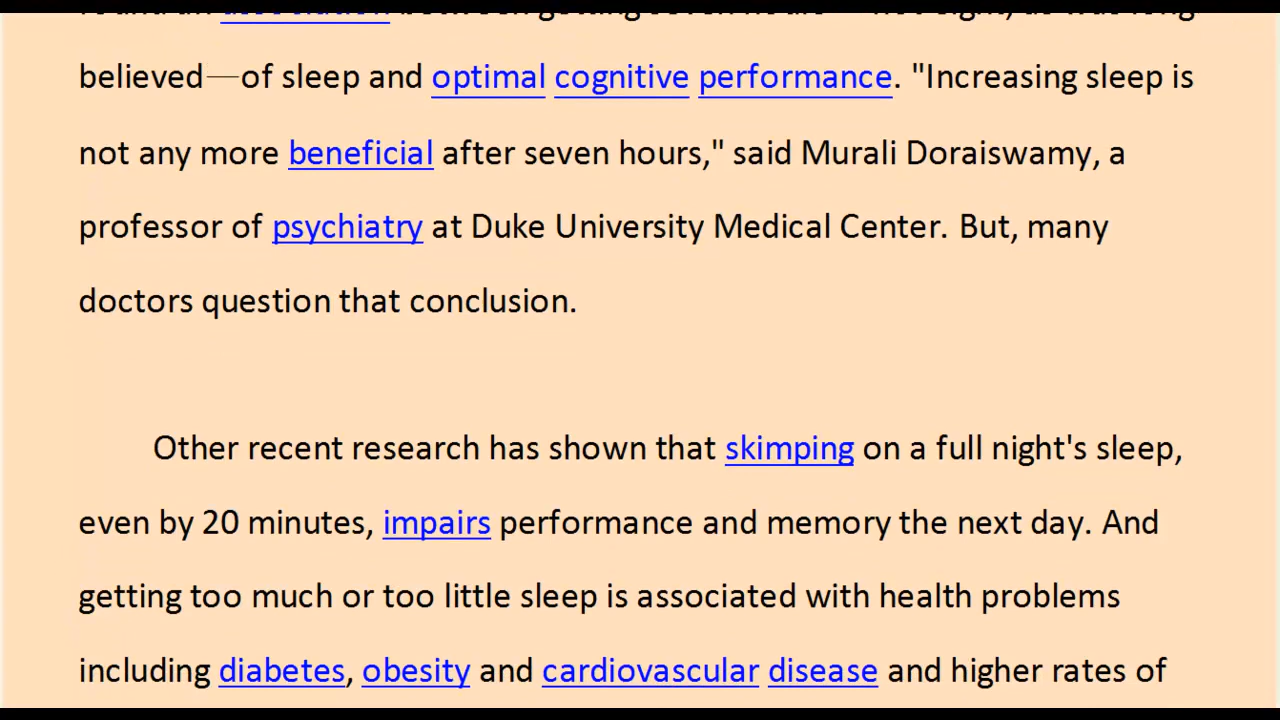 believed—of sleep and optimal cognitive performance. "Increasing sleep is
not any more beneficial after seven hours," said Murali Doraiswamy, a
professor of psychiatry at Duke University Medical Center. But, many
doctors question that conclusion.
Other recent research has shown that skimping on a full night's sleep,
even by 20 minutes, impairs performance and memory the next day. And
getting too much or too little sleep is associated with health problems
including diabetes, obesity and cardiovascular disease and higher rates of